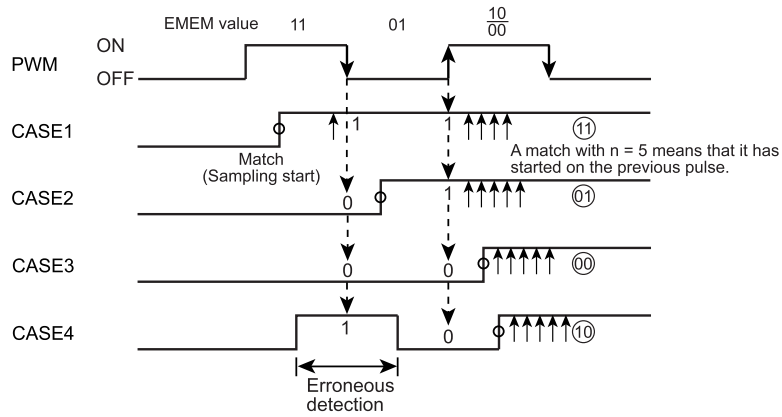 EMEM value 11 01 10
00
ON
PWM
OFF
CASE1 1 1 11
Match
(Sampling start)
A match with n = 5 means that it has
started on the previous pulse.
CASE2 0 1 01
CASE3 0 0 00
CASE4 1 0 10
Erroneous
detection